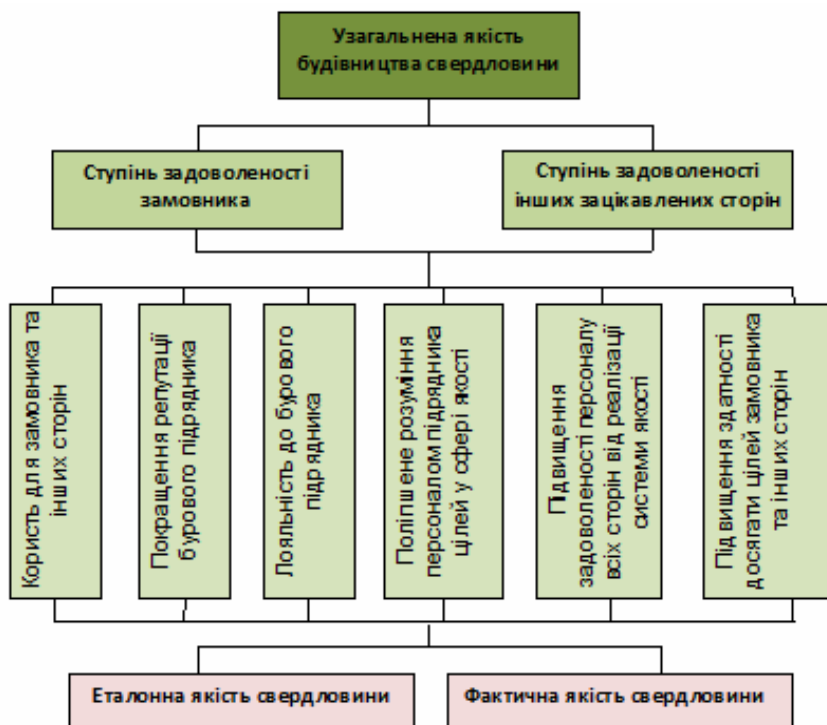 Узагальнена якість
будівництва свердловини
Ступінь задоволеності
замовника
Ступінь задоволеності
інших зацікавлених сторін
Користь для замовника та
інших сторін
Покращення репутації
бурового підрядника
Лояльність до бурового
підрядника
Поліпшене розуміння
персоналом підрядника
цілей у сфері якості
Підвищення
задоволеності персоналу
всіх сторін від реалізації
системи якості
Підвищення здатності
досягати цілей замовника
та інших сторін
Еталонна якість свердловини
Фактична якість свердловини